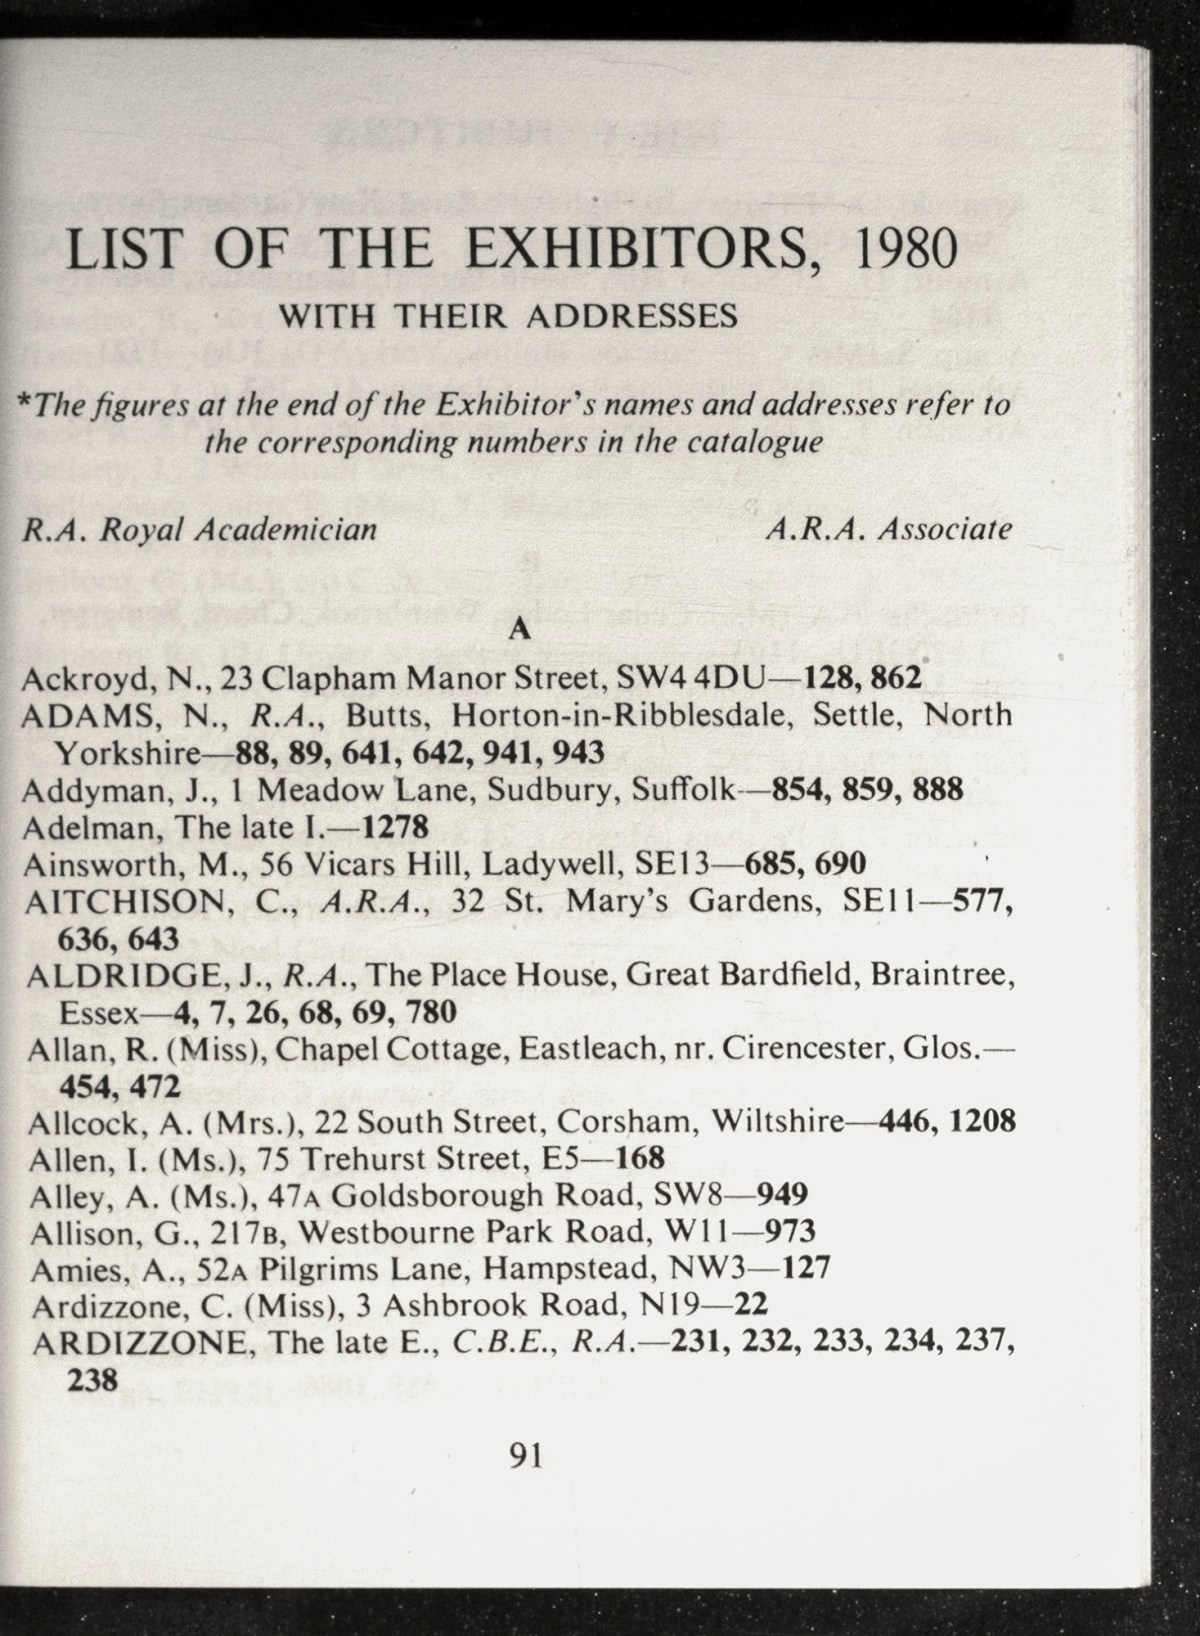 LIST OF THE EXHIBITORS, 1980
WITH THEIR ADDRESSES
*The figures at the end of the Exhibitor's names and addresses refer to
the corresponding numbers in the catalogue
R.A. Royal Academician A.R.A. Associate
A
Ackroyd, N., 23 Clapham Manor Street, SW4 4DU—128, 862
ADAMS, N., R.A., Butts, Horton-in-Ribblesdale, Settle, North
Yorkshire—88, 89, 641, 642, 941, 943
Addyman, J., 1 Meadow Lane, Sudbury, Suffolk—854, 859, 888
Adelman, The late I.—1278
Ainsworth, M., 56 Vicars Hill, Ladywell, SE13—685, 690
AITCHISON, C., A.R.A., 32 St. Mary's Gardens, SE11—577,
636, 643
ALDRIDGE, J., R.A., The Place House, Great Bardfield, Braintree,
Essex—4, 7, 26, 68, 69, 780
Allan, R. (Miss), Chapel Cottage, Eastleach, nr. Cirencester, Glos.—
454, 472
Allcock, A. (Mrs.), 22 South Street, Corsham, Wiltshire—446, 1208
Allen, I. (Ms.), 75 Trehurst Street, E5—168
Alley, A. (Ms.), 47A Goldsborough Road, SW8—949
Allison, G., 217B, Westbourne Park Road, W11—973
Amies, A., 52A Pilgrims Lane, Hampstead, NW3—127
Ardizzone, C. (Miss), 3 Ashbrook Road, N19—22
ARDIZZONE, The late E., C.B.E., R.A.—231, 232, 233, 234, 237,
238
91